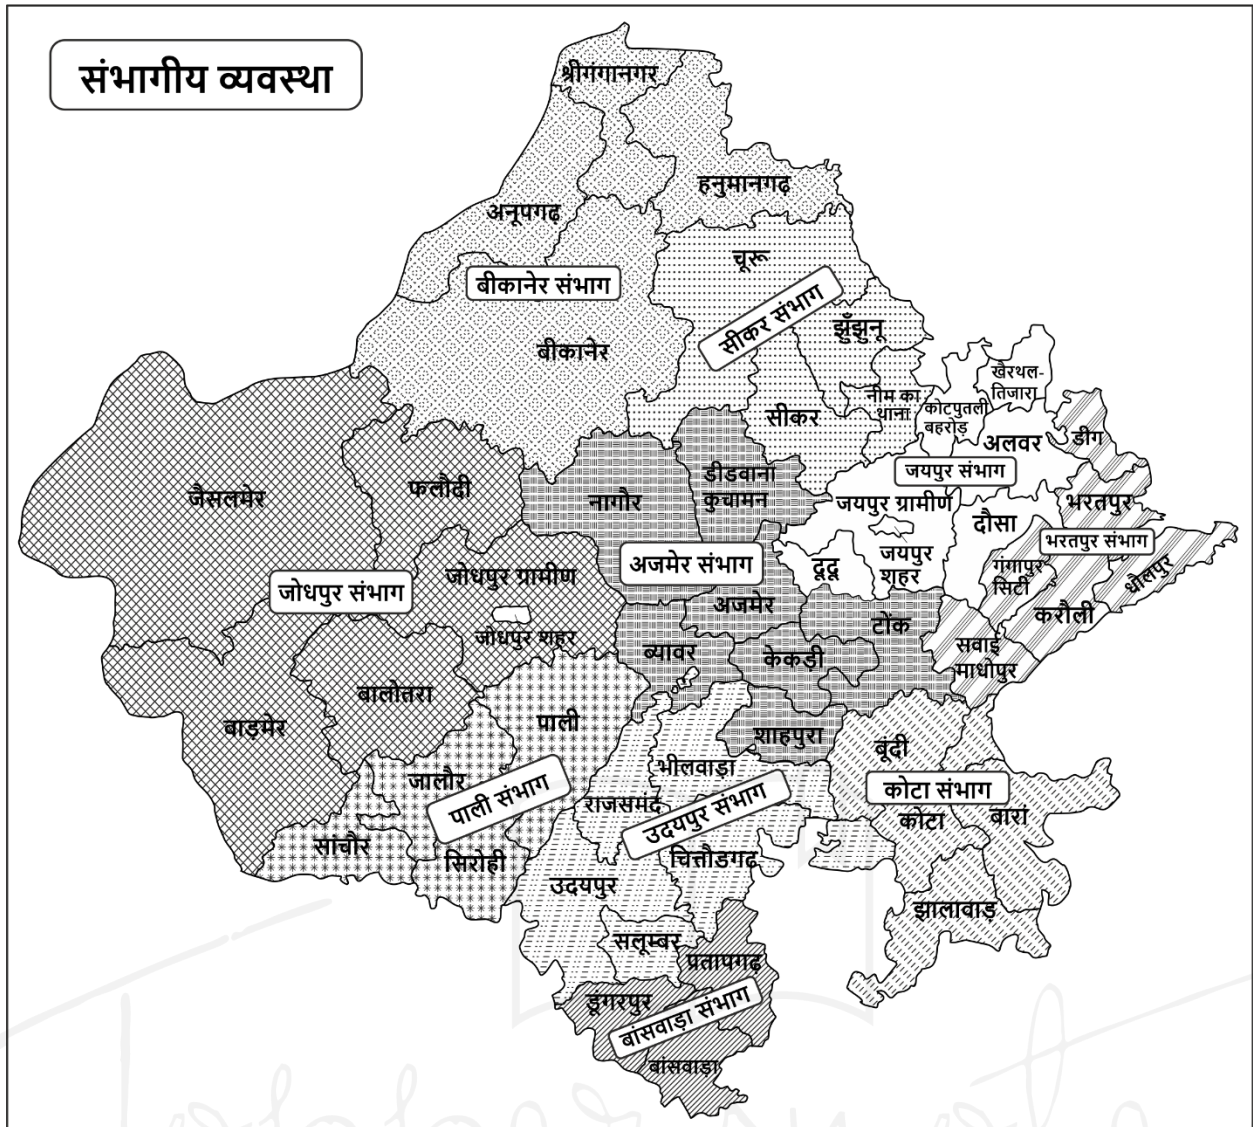 संभागीय व्यवस्था
श्रीगंगानगर
हनुमानगढ़
अनूपगढ़
चूरू
बीकानेर संभाग
सीकर संभाग
झुँझुनू
बीकानेर
खैरथल-
तिजारा
नीम का
थाना
कोटपुतली
बहरोड़
सीकर
अलवर
डीग
जयपुर संभाग
डीडवाना
कुचामन
जैसलमेर
फलौदी
नागौर
जयपुर ग्रामीण
भरतपुर
दौसा
भरतपुर संभाग
जयपुर
शहर
अजमेर संभाग
दूदू
गंगापुर
सिटी
धौलपुर
जोधपुर ग्रामीण
जोधपुर संभाग
अजमेर
करौली
टोंक
जोधपुर शहर
ब्यावर
केकड़ी
सवाई
माधोपुर
बालोतरा
पाली
बाड़मेर
शाहपुरा
बूंदी
भीलवाड़ा
जालौर
पाली संभाग
राजसमंद
उदयपुर संभाग
कोटा संभाग
कोटा
बारां
सांचौर
सिरोही
चित्तौडगढ़
उदयपुर
झालावाड़
सलूम्बर
प्रतापगढ़
डूगरपुर
बांसवाड़ा संभाग
बांसवाड़ा